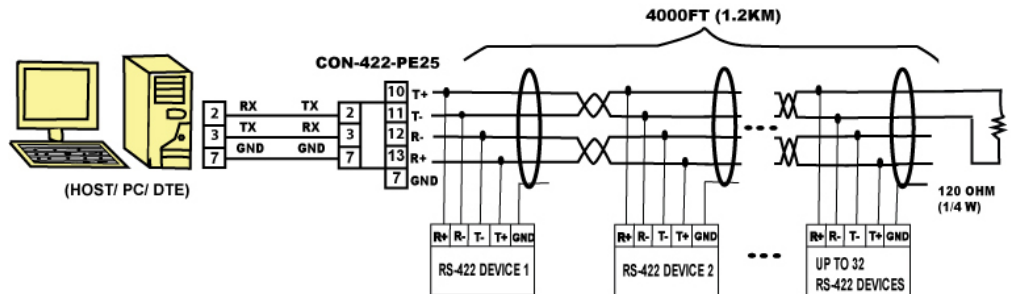 4000FT (1.2KM)
CON-422-PE25
10 T+
2 RX TX 2 11 T-
3 TX RX 3 12 R-
7 GND GND 7 13 R+
7 GND
(HOST/ PC/ DTE)
120 OHM
(1/4 W)
R+ R- T- T+ GND
RS-422 DEVICE 1
R+ R- T- T+ GND
RS-422 DEVICE 2
R+ R- T- T+ GND
UP TO 32
RS-422 DEVICES